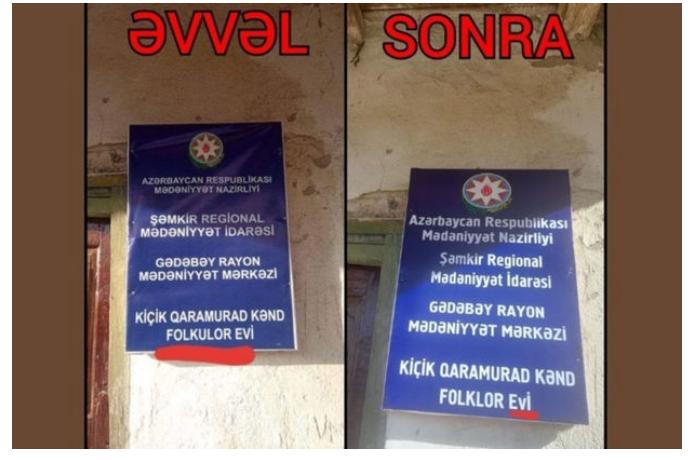 ƏVVƏL
AZƏRBAYCAN RESPUBLİKASI
MƏDƏNİYYƏT NAZİRLİYİ
ŞƏMKİR REGIONAL
MƏDƏNİYYƏT İDARƏSİ
GƏDƏBƏY RAYON
MƏDƏNİYYƏT MƏRKƏZİ
KİÇİK QARAMURAD KƏND
FOLKULOR EVİ
SONRA
Azərbaycan Respublikası
Mədəniyyət Nazirliyi
Şəmkir Regional
Mədəniyyət İdarəsi
GƏDƏBƏY RAYON
MƏDƏNİYYƏT MƏRKƏZİ
KİÇİK QARAMURAD KƏND
FOLKLOR Evi